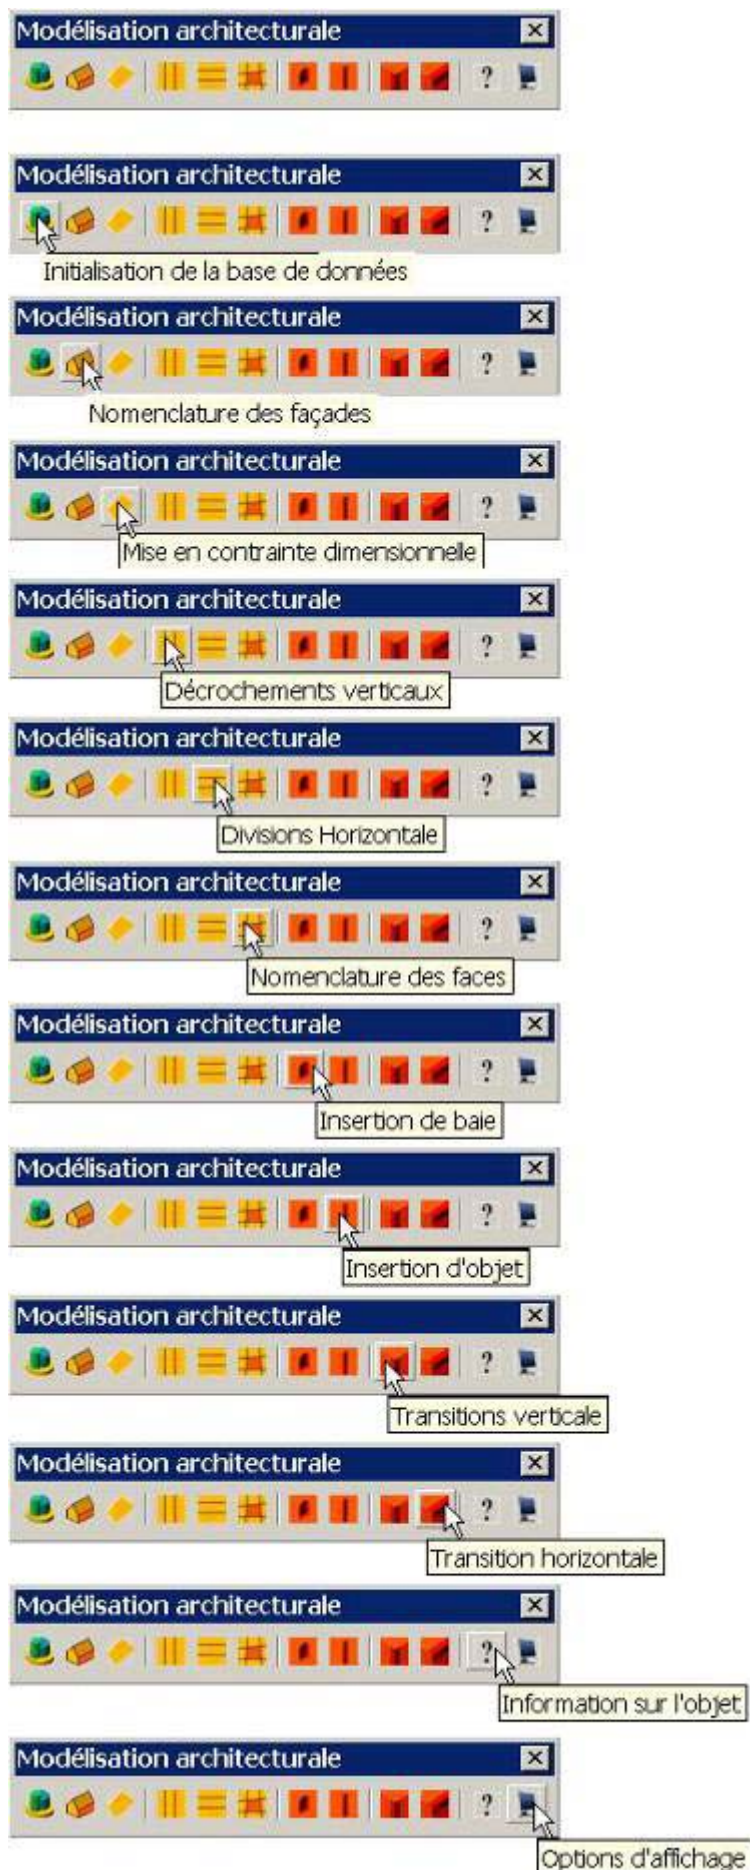 Modélisation architecturale
?
Modélisation architecturale
?
Initialisation de la base de données
Modélisation architecturale
?
Nomenclature des façades
Modélisation architecturale
?
Mise en contrainte dimensionnelle
Modélisation architecturale
?
Décrochements verticaux
Modélisation architecturale
?
Divisions Horizontale
Modélisation architecturale
?
Nomenclature des faces
Modélisation architecturale
?
Insertion de baie
Modélisation architecturale
?
Insertion d'objet
Modélisation architecturale
?
Transitions verticale
Modélisation architecturale
?
Transition horizontale
Modélisation architecturale
?
Information sur l'objet
Modélisation architecturale
?
Options d'affichage